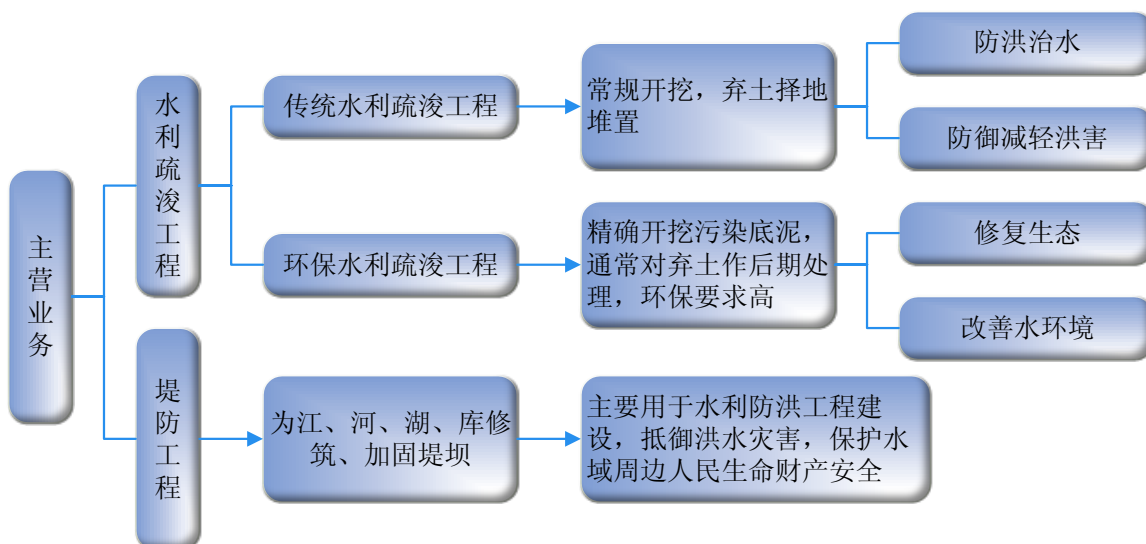 主营业务
水利疏浚工程
传统水利疏浚工程
常规开挖，弃土择地
堆置
防洪治水
防御减轻洪害
环保水利疏浚工程
精确开挖污染底泥，
通常对弃土作后期处
理，环保要求高
修复生态
改善水环境
堤防工程
为江、河、湖、库修
筑、加固堤坝
主要用于水利防洪工程建
设，抵御洪水灾害，保护水
域周边人民生命财产安全